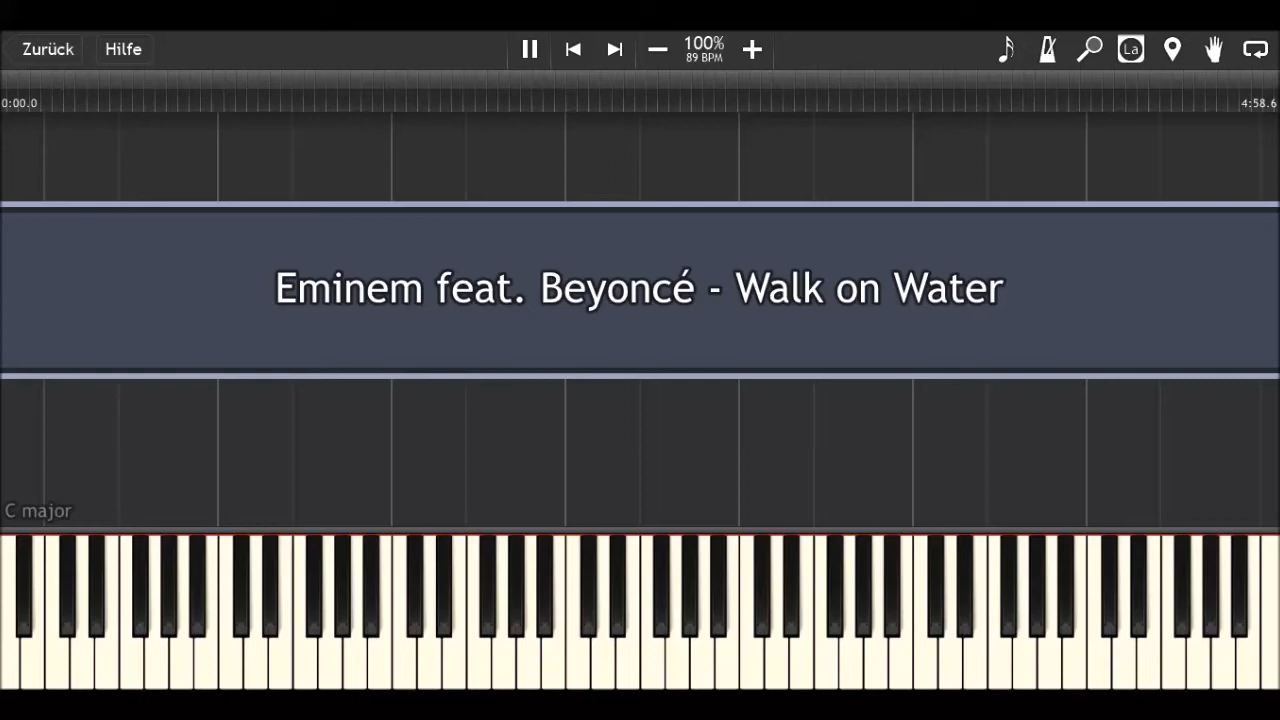 Zurück Hilfe 100% La
89 BPM
0:00.0 4:58.6
Eminem feat. Beyoncé - Walk on Water
C major